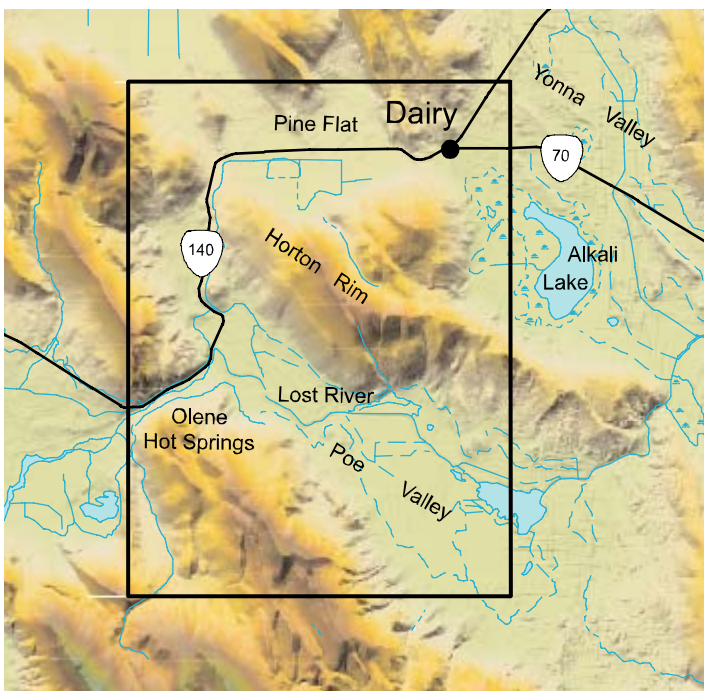 Yonna
Valley
Dairy
Pine Flat
70
140
Horton Rim
Alkali
Lake
Lost River
Olene
Hot Springs
Poe
Valley